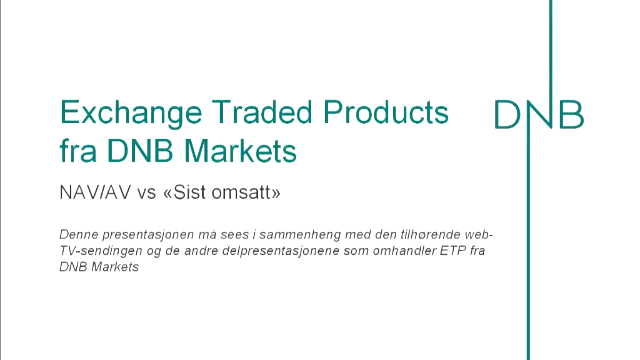 Exchange Traded Products
fra DNB Markets
DNB
NAV/AV vs «Sist omsatt»
Denne presentasjonen må sees i sammenheng med den tilhørende web-
TV-sendingen og de andre delpresentasjonene som omhandler ETP fra
DNB Markets